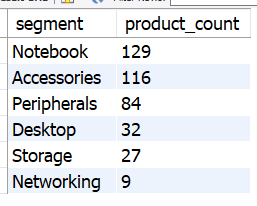 segment product_count
Notebook 129
Accessories 116
Peripherals 84
Desktop 32
Storage 27
Networking 9